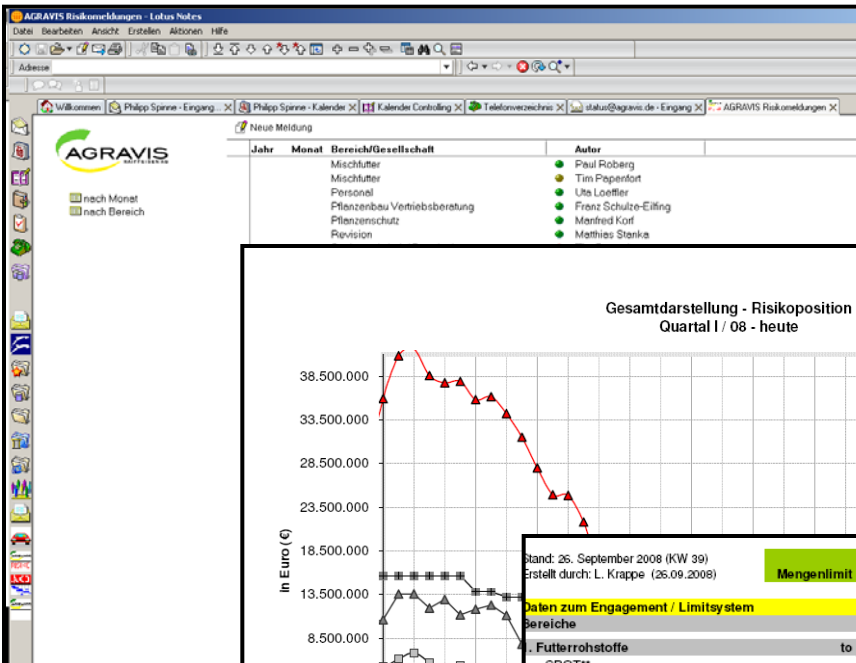 AGRAVIS Risikomeldungen - Lotus Notes
Datei Bearbeiten Ansicht Erstellen Aktionen Hilfe
Adresse
Willkommen Philipp Spinne - Eingang... Philipp Spinne - Kalender Kalender Controlling Telefonverzeichnis status@agravis.de - Eingang AGRAVIS Risikomeldungen
Neue Meldung
AGRAVIS
Jahr Monat Bereich/Gesellschaft Autor
Mischfutter Paul Roberg
Mischfutter Tim Papenfort
nach Monat
Personal Uta Loeffler
nach Bereich
Pflanzenbau Vertriebsberatung Franz Schulze-Eilfing
Pflanzenschutz Manfred Korf
Revision Matthias Stanka
Gesamtdarstellung - Risikoposition
Quartal I / 08 - heute
in Euro (€)
38.500.000
33.500.000
28.500.000
23.500.000
18.500.000
13.500.000
8.500.000
Stand: 26. September 2008 (KW 39)
Erstellt durch: L. Krappe (26.09.2008)
Mengenlimit
Daten zum Engagement / Limitsystem
Bereiche
. Futterrohstoffe to